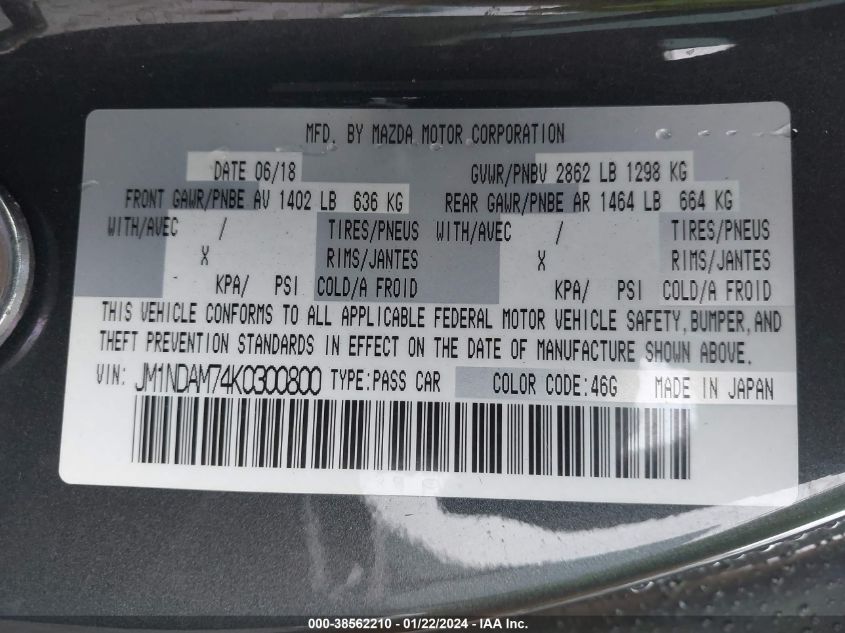 MFD. BY MAZDA MOTOR CORPORATION
DATE 06/18 GVWR/PNBV 2862 LB 1298 KG
FRONT GAWR/PNBE AV 1402 LB 636 KG REAR GAWR/PNBE AR 1464 LB 664 KG
WITH/AVEC / TIRES/PNEUS WITH/AVEC / TIRES/PNEUS
X RIMS/JANTES X RIMS/JANTES
KPA/ PSI COLD/A FROID KPA/ PSI COLD/A FROID
THIS VEHICLE CONFORMS TO ALL APPLICABLE FEDERAL MOTOR VEHICLE SAFETY,BUMPER,AND
THEFT PREVENTION STANDARDS IN EFFECT ON THE DATE OF MANUFACTURE SHOWN ABOVE.
VIN: JM1NDAM74K0300800 TYPE:PASS CAR COLOR CODE:46G MADE IN JAPAN
000-38562210 - 01/22/2024 - IAA Inc.